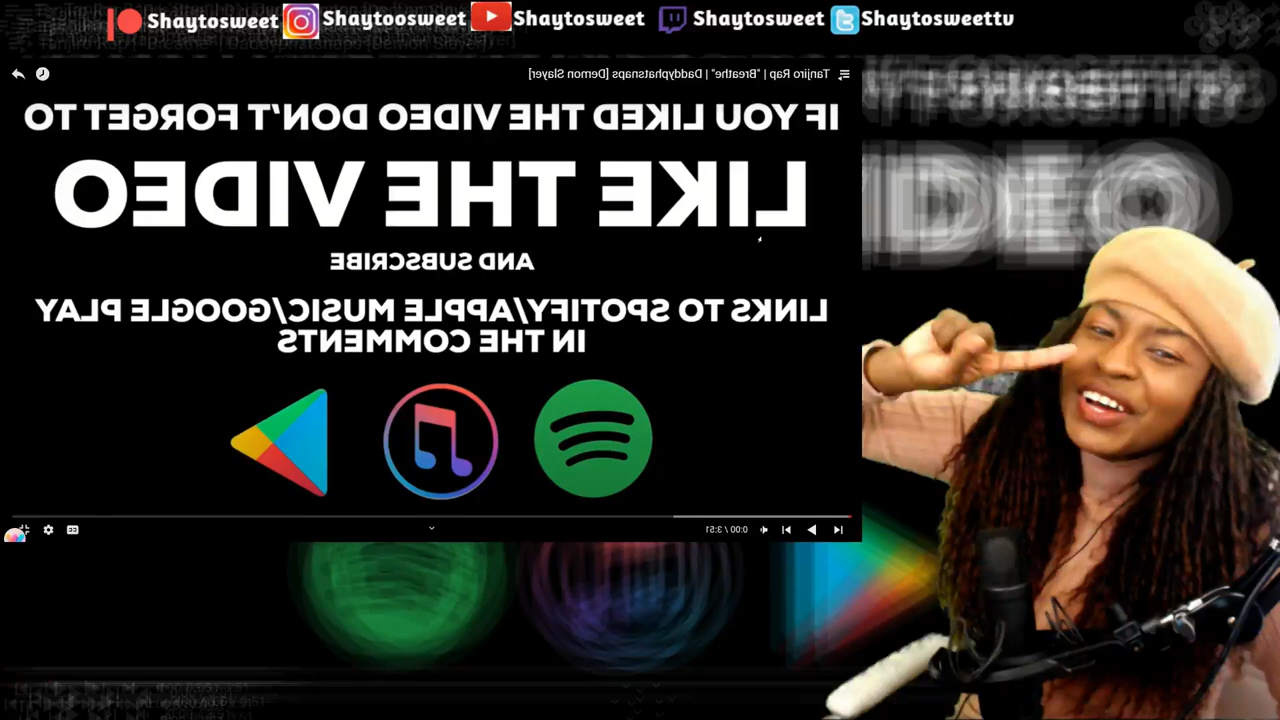 Shaytosweet Shaytoosweet Shaytosweet Shaytosweet Shaytosweettv
Tanjiro Rap | "Breathe" | Daddyphatsnaps [Demon Slayer]
IF YOU LIKED THE VIDEO DON'T FORGET TO
LIKE THE VIDEO
AND SUBSCRIBE
LINKS TO SPOTIFY/APPLE MUSIC/GOOGLE PLAY
IN THE COMMENTS
0:00 / 3:51